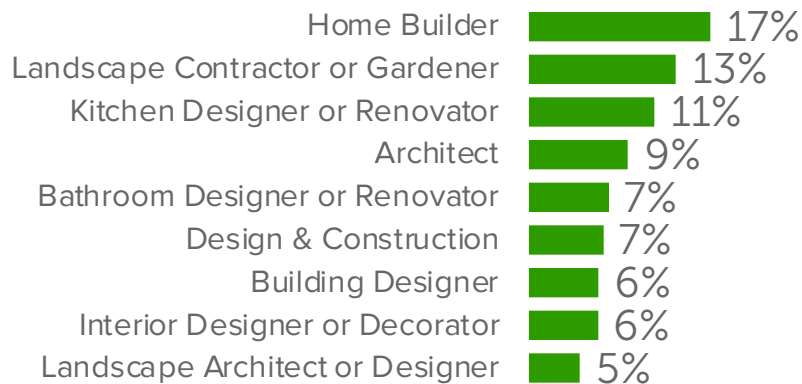 Home Builder 17%
Landscape Contractor or Gardener 13%
Kitchen Designer or Renovator 11%
Architect 9%
Bathroom Designer or Renovator 7%
Design & Construction 7%
Building Designer 6%
Interior Designer or Decorator 6%
Landscape Architect or Designer 5%